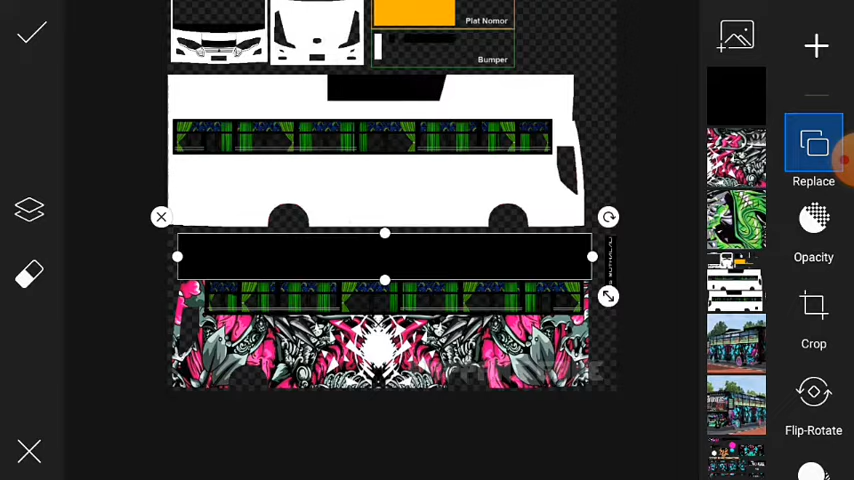 Plat Nomor
Bumper
Replace
Opacity
Crop
Flip-Rotate